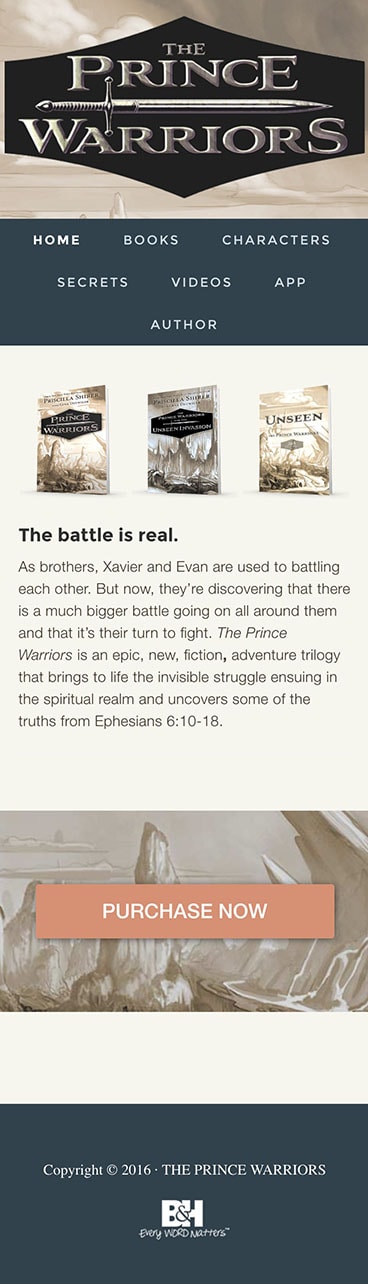 THE
PRINCE
WARRIORS
HOME BOOKS CHARACTERS
SECRETS VIDEOS APP
AUTHOR
PRISCILLA SHIRER
THE
PRINCE
WARRIORS
PRISCILLA SHIRER
THE PRINCE WARRIORS
UNSEEN INVASION
UNSEEN
THE PRINCE WARRIORS
The battle is real.
As brothers, Xavier and Evan are used to battling
each other. But now, they're discovering that there
is a much bigger battle going on all around them
and that it's their turn to fight. The Prince
Warriors is an epic, new, fiction, adventure trilogy
that brings to life the invisible struggle ensuing in
the spiritual realm and uncovers some of the
truths from Ephesians 6:10-18.
PURCHASE NOW
Copyright © 2016 · THE PRINCE WARRIORS
B&H
Every WORD Matters™